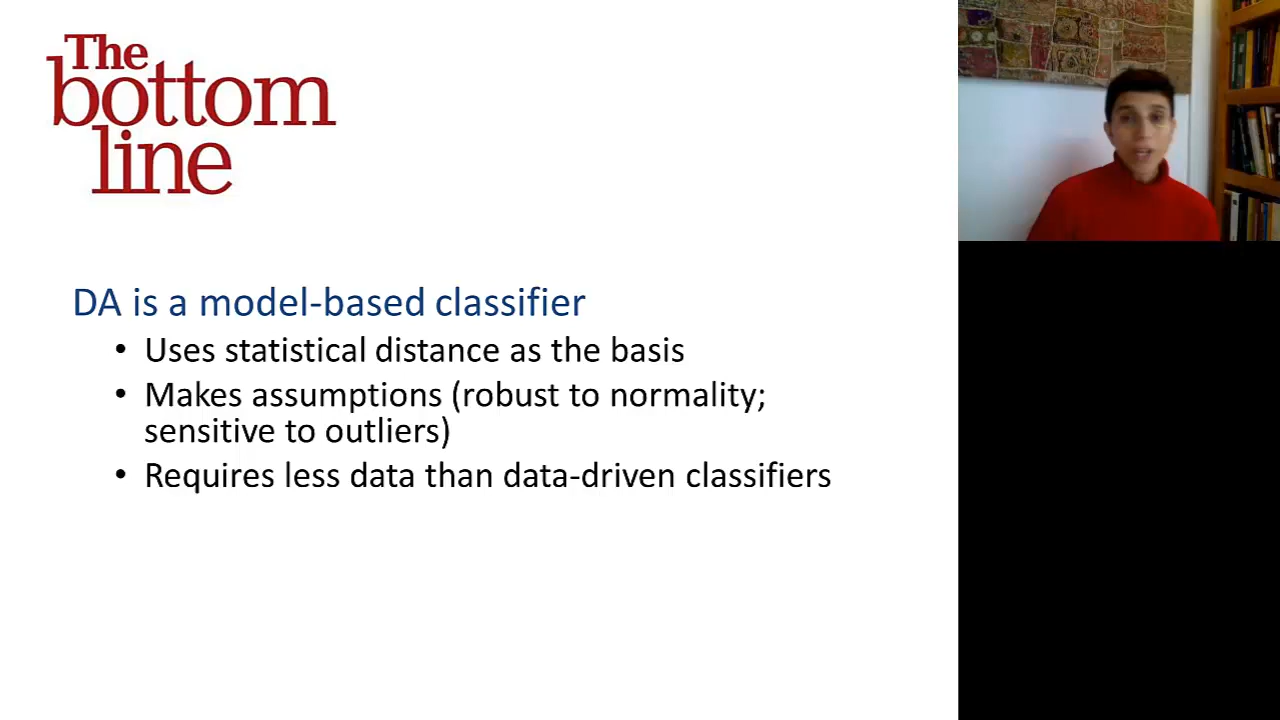 The
bottom
line
DA is a model-based classifier
• Uses statistical distance as the basis
• Makes assumptions (robust to normality;
sensitive to outliers)
• Requires less data than data-driven classifiers